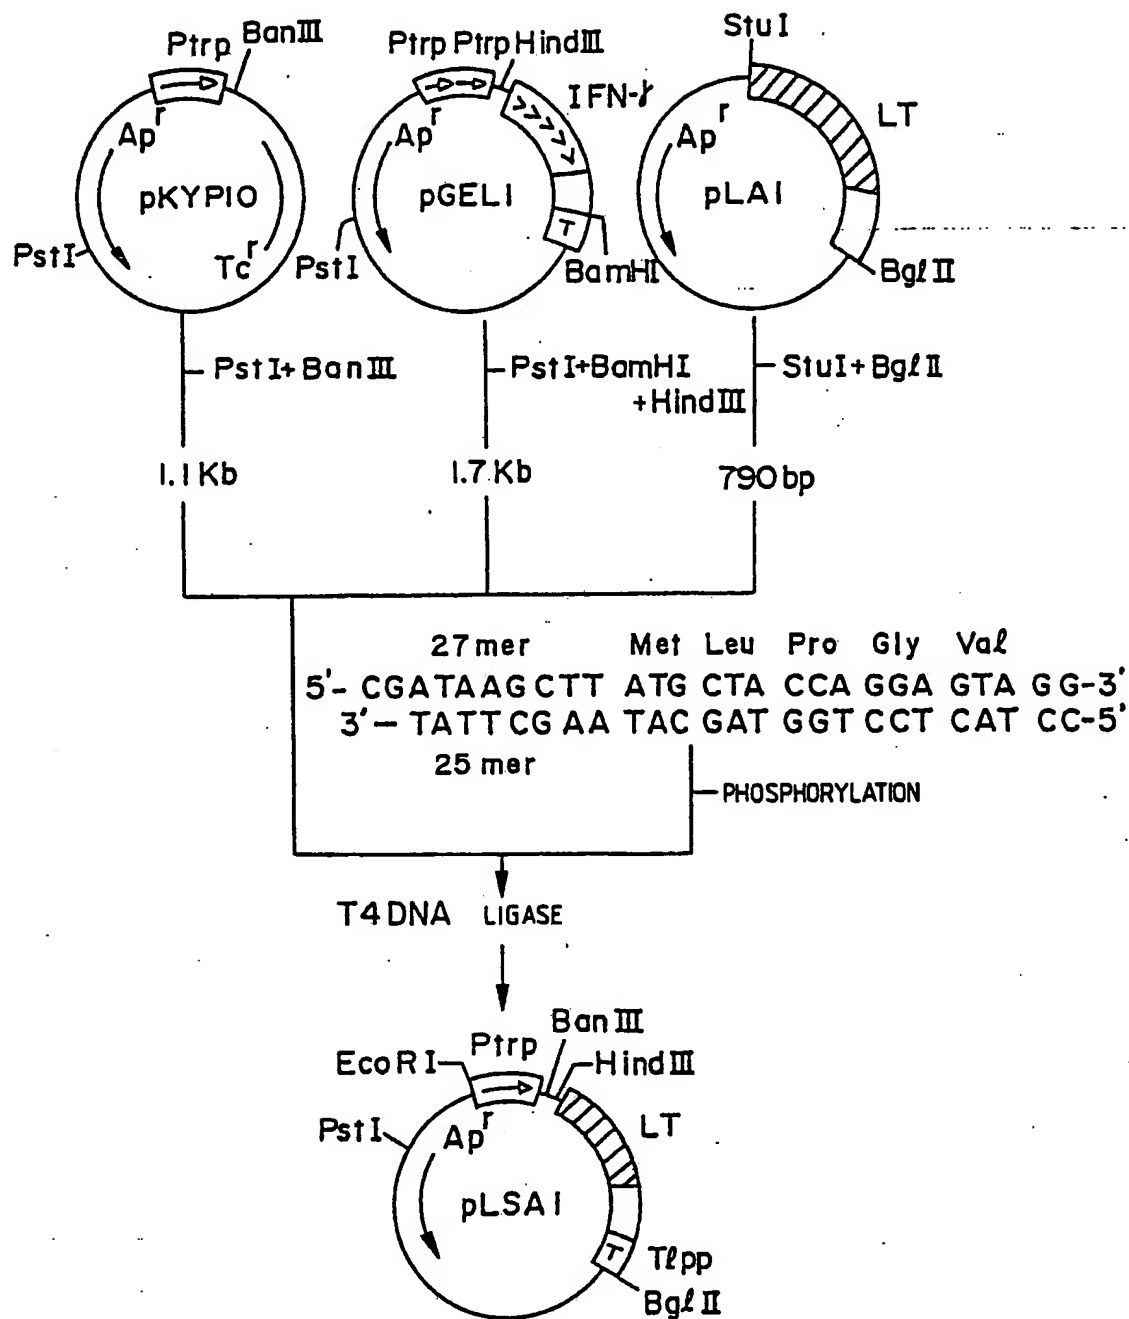 Ptrp BanIII
Apʳ
pKYP10
Tcʳ
PstI
Ptrp Ptrp HindIII
IFN-γ
Apʳ
pGEL1
T
PstI
BamHI
StuI
LT
Apʳ
pLA1
BglII
PstI+BanIII
PstI+BamHI
+HindIII
StuI+BglII
1.1Kb
1.7Kb
790bp
27mer Met Leu Pro Gly Val
5'- CGATAAGCTT ATG CTA CCA GGA GTA GG-3'
3'- TATTCGAA TAC GAT GGT CCT CAT CC-5'
25 mer
PHOSPHORYLATION
T4 DNA LIGASE
BanIII
Ptrp
EcoRI
HindIII
PstI
Apʳ
LT
pLSA1
T
Tlpp
BglII